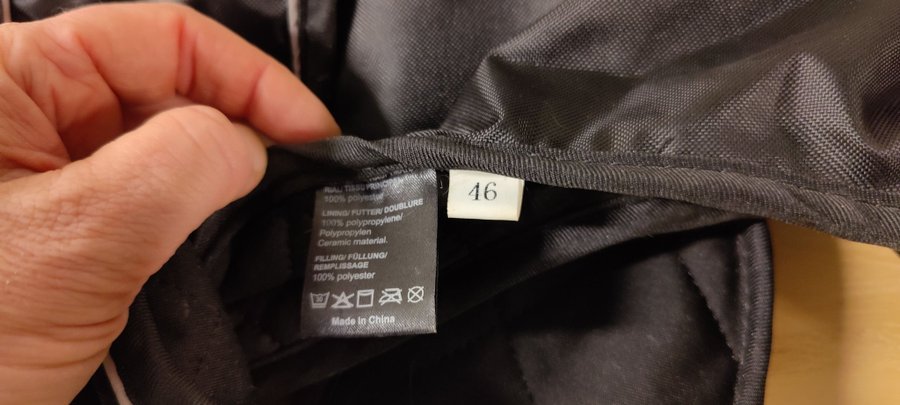 100% polyester
LINING/ FUTTER/ DOUBLURE
100% polypropylene/
Polypropylen
Ceramic material.
FILLING/ FÜLLUNG/
REMPLISSAGE
100% polyester
Made in China
46